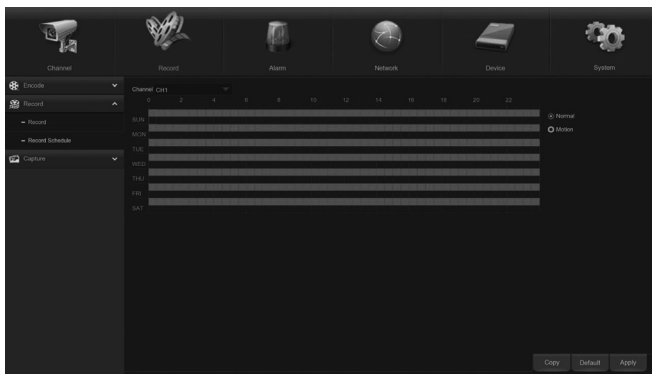 Channel Record Alarm Network Device System
Encode
Record
Record
Record Schedule
Capture
Channel CH1
0 2 4 6 8 10 12 14 16 18 20 22
SUN
MON
TUE
WED
THU
FRI
SAT
Normal
Motion
Copy Default Apply